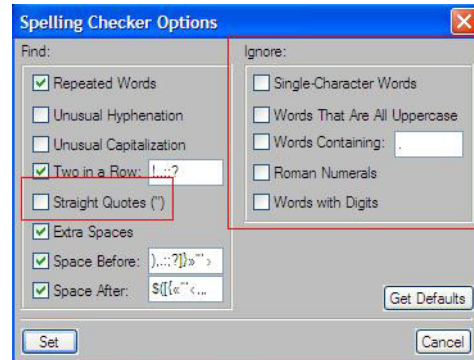 Spelling Checker Options
Find:
Repeated Words
Unusual Hyphenation
Unusual Capitalization
Two in a Row: !,.:;?
Straight Quotes (")
Extra Spaces
Space Before: ),.:;?]}»"'›
Space After: $([{«"'‹...
Ignore:
Single-Character Words
Words That Are All Uppercase
Words Containing: .
Roman Numerals
Words with Digits
Get Defaults
Set
Cancel